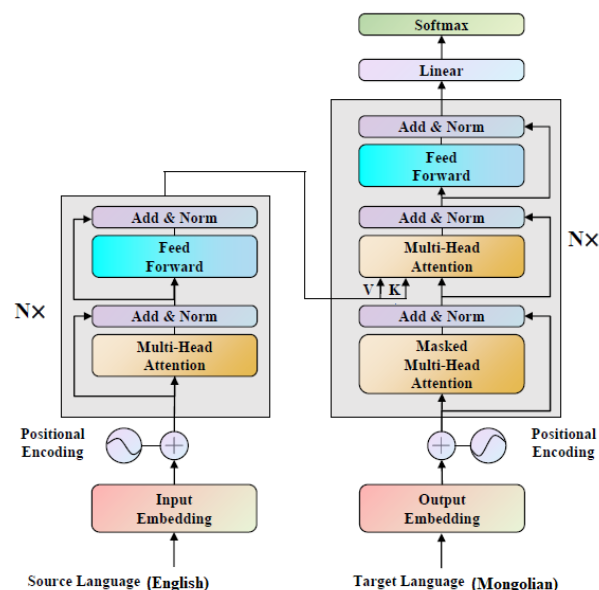 Softmax
Linear
Add & Norm
Feed
Forward
Add & Norm
Multi-Head
Attention
V K
Add & Norm
Masked
Multi-Head
Attention
N×
Positional
Encoding
Output
Embedding
Target Language (Mongolian)
Add & Norm
Feed
Forward
Add & Norm
Multi-Head
Attention
N×
Positional
Encoding
Input
Embedding
Source Language (English)